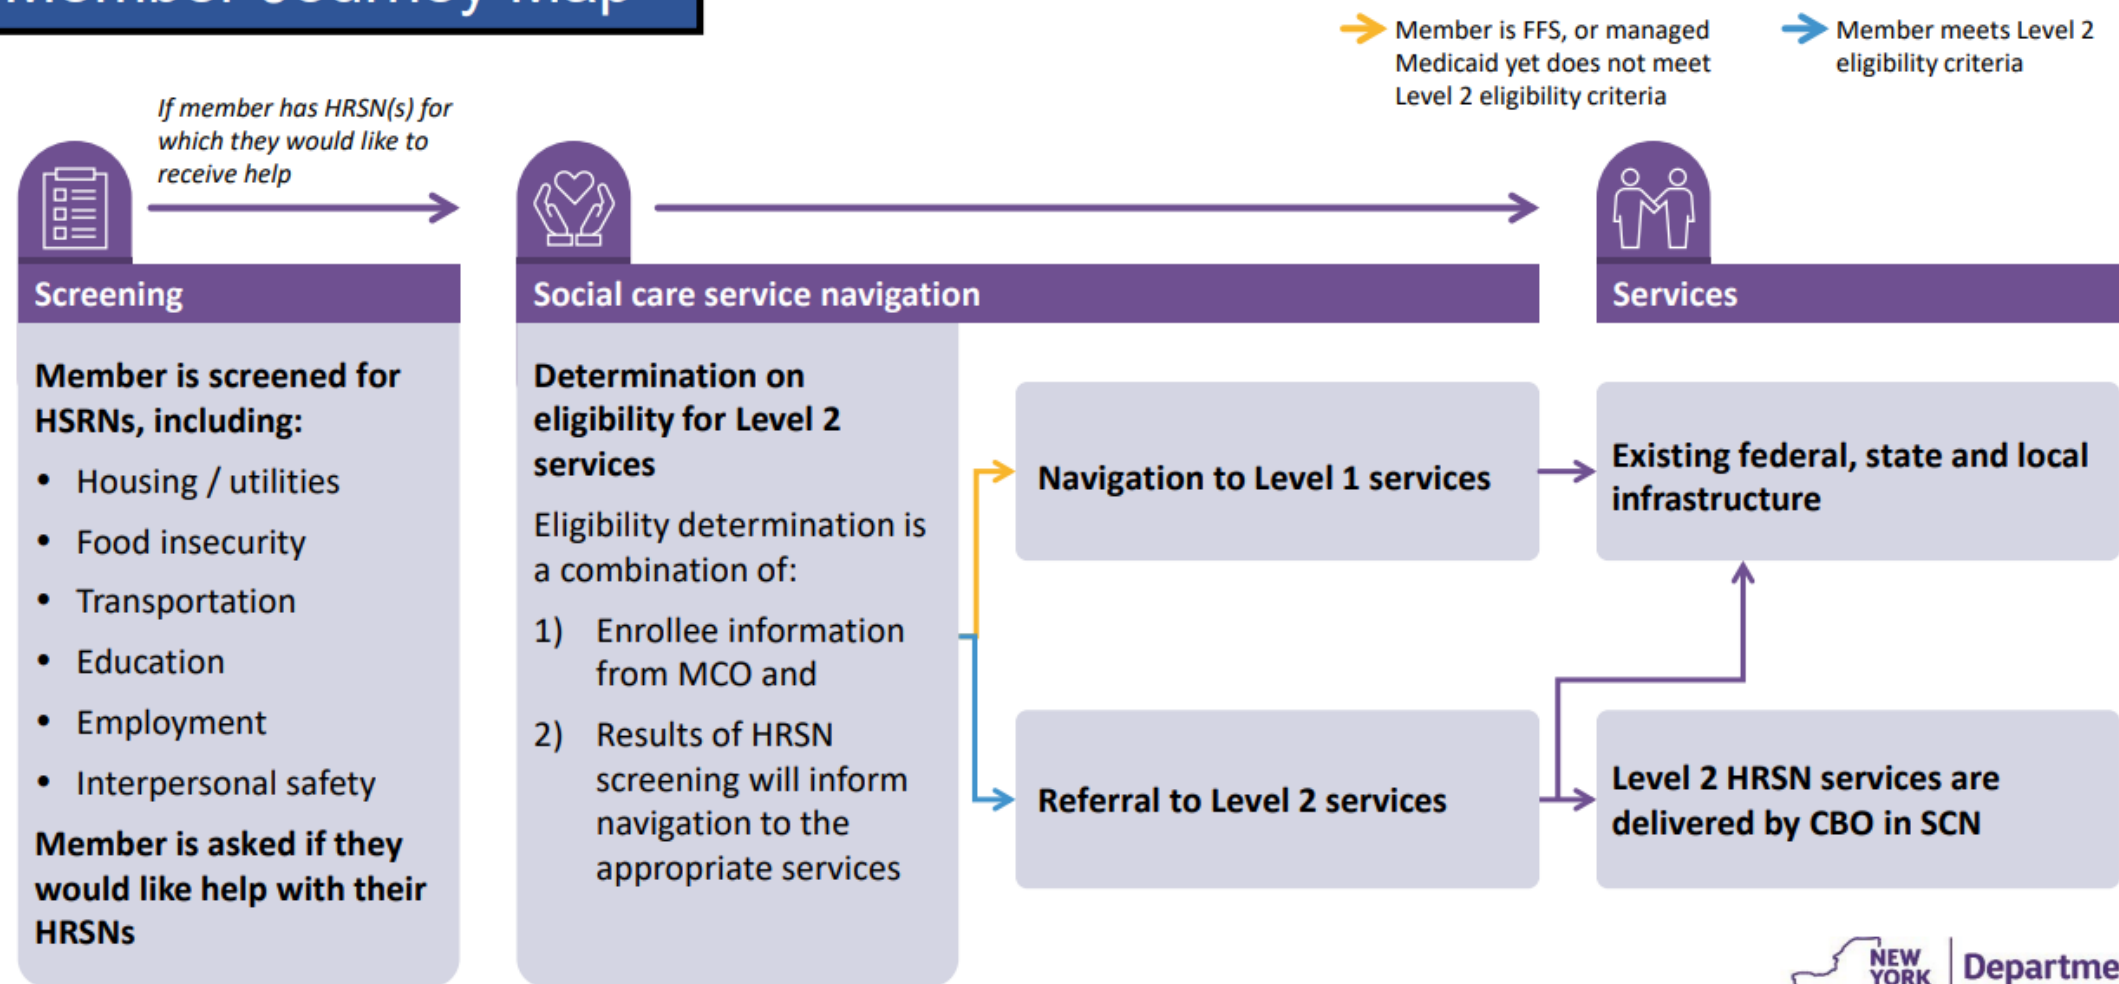 Member Journey Map
Member is FFS, or managed
Medicaid yet does not meet
Level 2 eligibility criteria
Member meets Level 2
eligibility criteria
If member has HRSN(s) for
which they would like to
receive help
Screening
Member is screened for
HSRNs, including:
• Housing / utilities
• Food insecurity
• Transportation
• Education
• Employment
• Interpersonal safety
Member is asked if they
would like help with their
HRSNs
Social care service navigation
Determination on
eligibility for Level 2
services
Eligibility determination is
a combination of:
1) Enrollee information
from MCO and
2) Results of HRSN
screening will inform
navigation to the
appropriate services
Navigation to Level 1 services
Referral to Level 2 services
Services
Existing federal, state and local
infrastructure
Level 2 HRSN services are
delivered by CBO in SCN
NEW
YORK
Departme